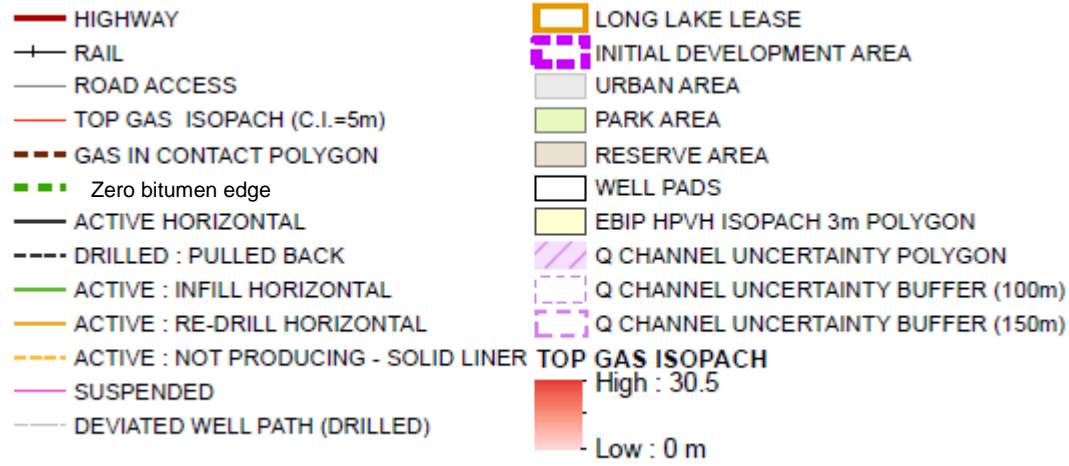 HIGHWAY
RAIL
ROAD ACCESS
TOP GAS ISOPACH (C.I.=5m)
GAS IN CONTACT POLYGON
Zero bitumen edge
ACTIVE HORIZONTAL
DRILLED : PULLED BACK
ACTIVE : INFILL HORIZONTAL
ACTIVE : RE-DRILL HORIZONTAL
ACTIVE : NOT PRODUCING - SOLID LINER
SUSPENDED
DEVIATED WELL PATH (DRILLED)
LONG LAKE LEASE
INITIAL DEVELOPMENT AREA
URBAN AREA
PARK AREA
RESERVE AREA
WELL PADS
EBIP HPVH ISOPACH 3m POLYGON
Q CHANNEL UNCERTAINTY POLYGON
Q CHANNEL UNCERTAINTY BUFFER (100m)
Q CHANNEL UNCERTAINTY BUFFER (150m)
TOP GAS ISOPACH
High : 30.5
Low : 0 m